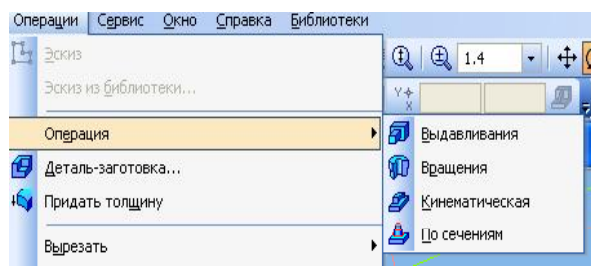 Операции Сервис Окно Справка Библиотеки
Эскиз
1.4
Эскиз из библиотеки...
Y
X
Операция
Выдавливания
Деталь-заготовка...
Вращения
Придать толщину
Кинематическая
По сечениям
Вырезать